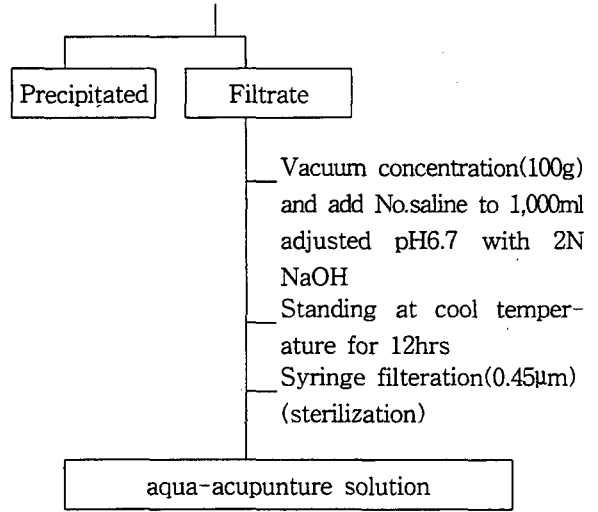 Precipitated
Filtrate
Vacuum concentration(100g)
and add No.saline to 1,000ml
adjusted pH6.7 with 2N
NaOH
Standing at cool temper-
ature for 12hrs
Syringe filteration(0.45μm)
(sterilization)
aqua-acupunture solution